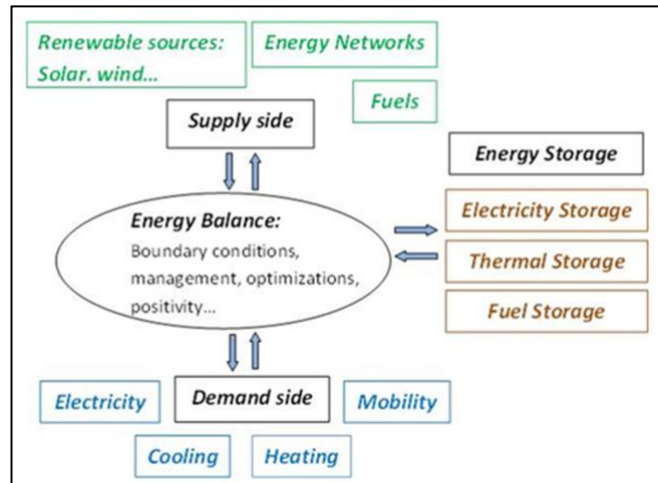 Renewable sources:
Solar. wind...
Energy Networks
Fuels
Supply side
Energy Storage
Energy Balance:
Boundary conditions,
management, optimizations,
positivity...
Electricity Storage
Thermal Storage
Fuel Storage
Electricity
Demand side
Mobility
Cooling
Heating